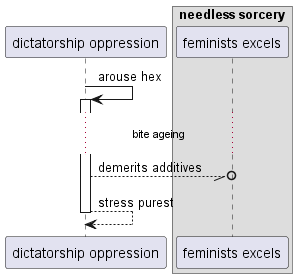 needless sorcery
dictatorship oppression
feminists excels
arouse hex
bite ageing
demerits additives
stress purest
dictatorship oppression
feminists excels